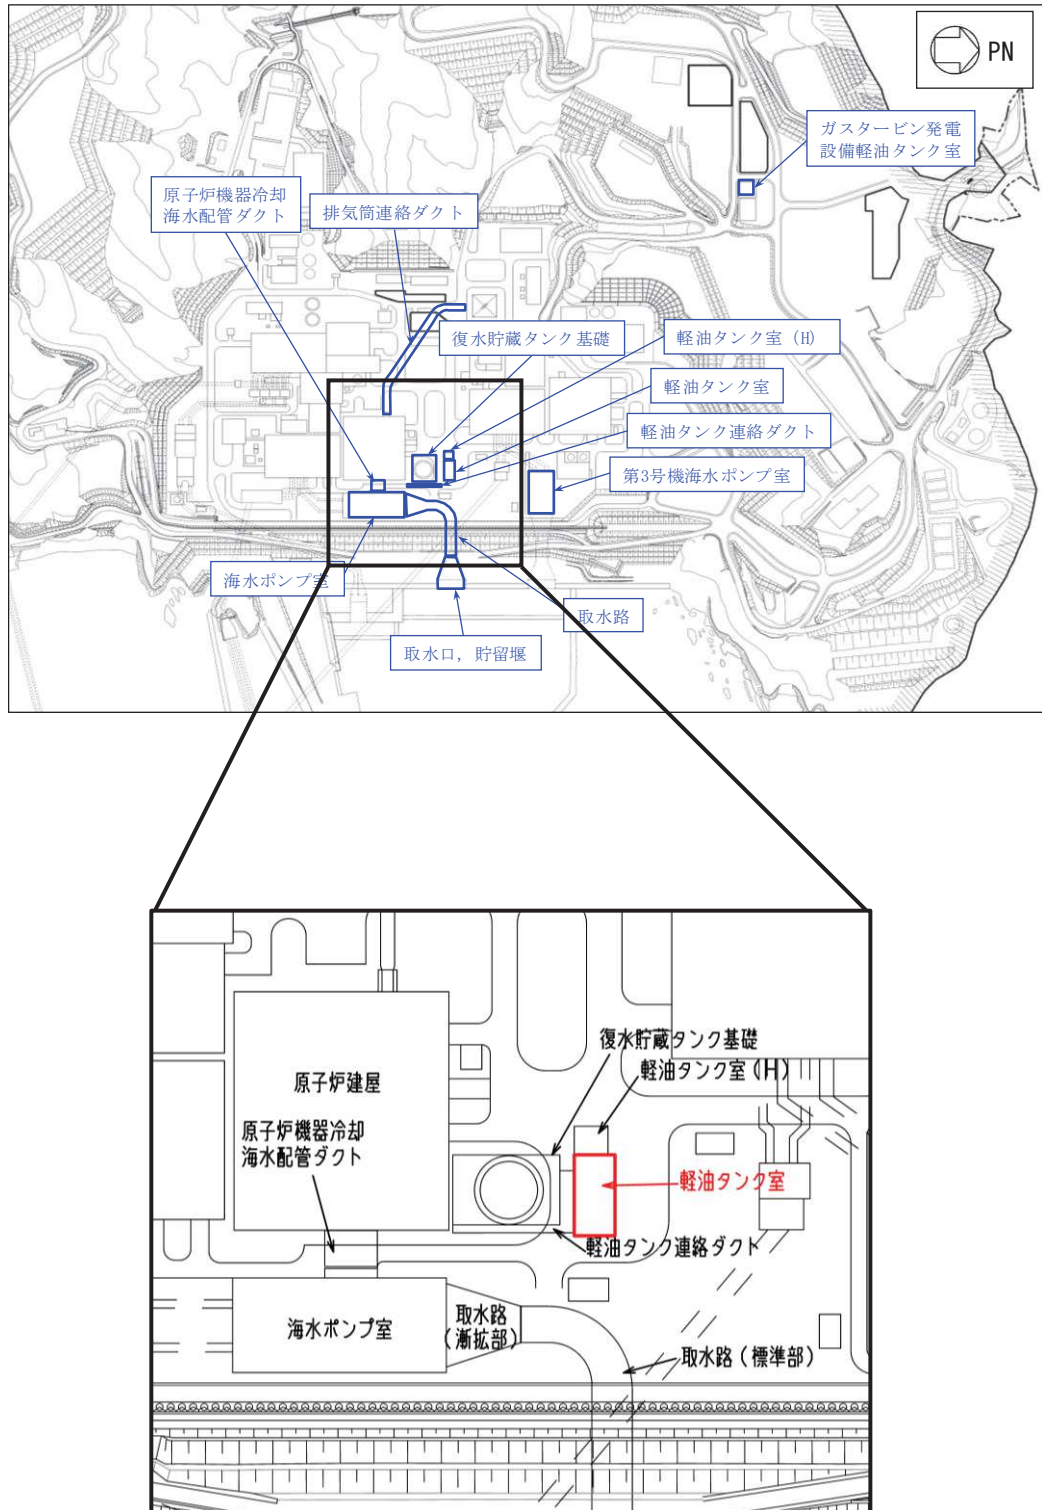 PN
ガスタービン発電
設備軽油タンク室
原子炉機器冷却
海水配管ダクト
排気筒連絡ダクト
復水貯蔵タンク基礎
軽油タンク室 (H)
軽油タンク室
軽油タンク連絡ダクト
第3号機海水ポンプ室
海水ポンプ室
取水路
取水口，貯留堰
復水貯蔵タンク基礎
軽油タンク室(H)
原子炉建屋
原子炉機器冷却
海水配管ダクト
軽油タンク室
軽油タンク連絡ダクト
海水ポンプ室
取水路
(漸拡部)
取水路(標準部)